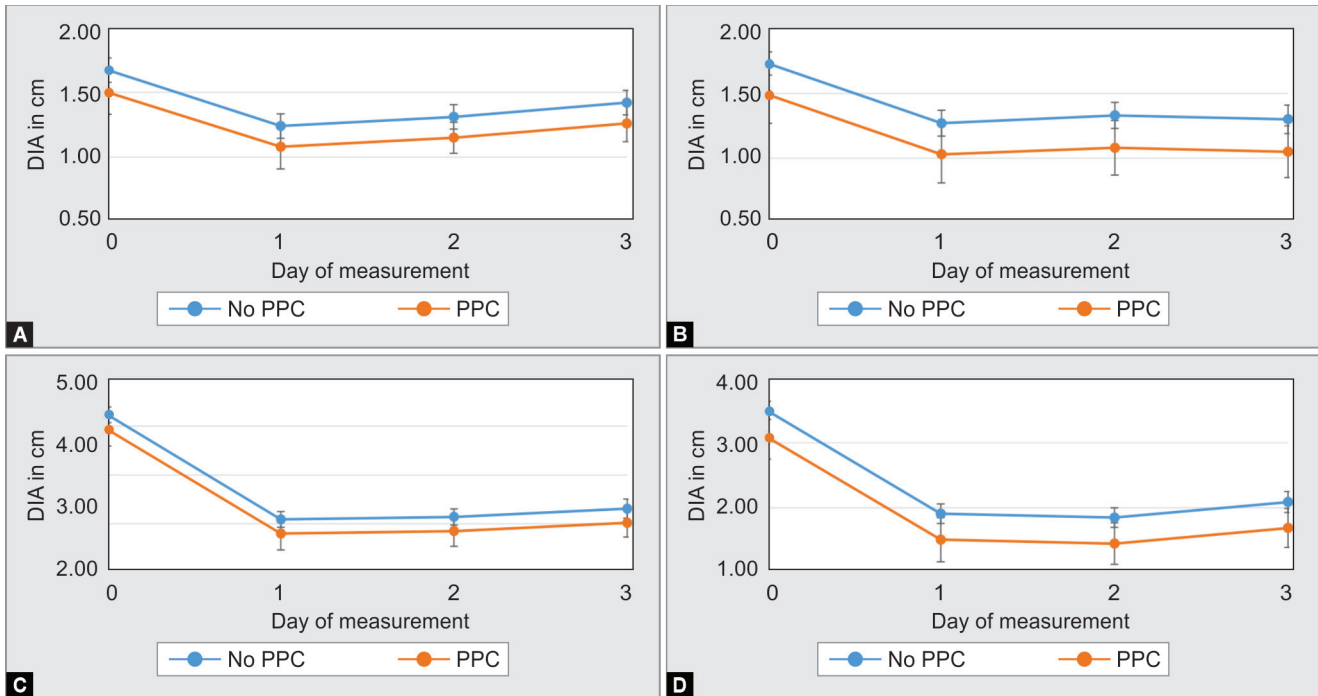 2.00
1.50
1.00
0.50
DIA in cm
0 1 2 3
Day of measurement
No PPC PPC
A
2.00
1.50
1.00
0.50
DIA in cm
0 1 2 3
Day of measurement
No PPC PPC
B
5.00
4.00
3.00
2.00
DIA in cm
0 1 2 3
Day of measurement
No PPC PPC
C
4.00
3.00
2.00
1.00
DIA in cm
0 1 2 3
Day of measurement
No PPC PPC
D